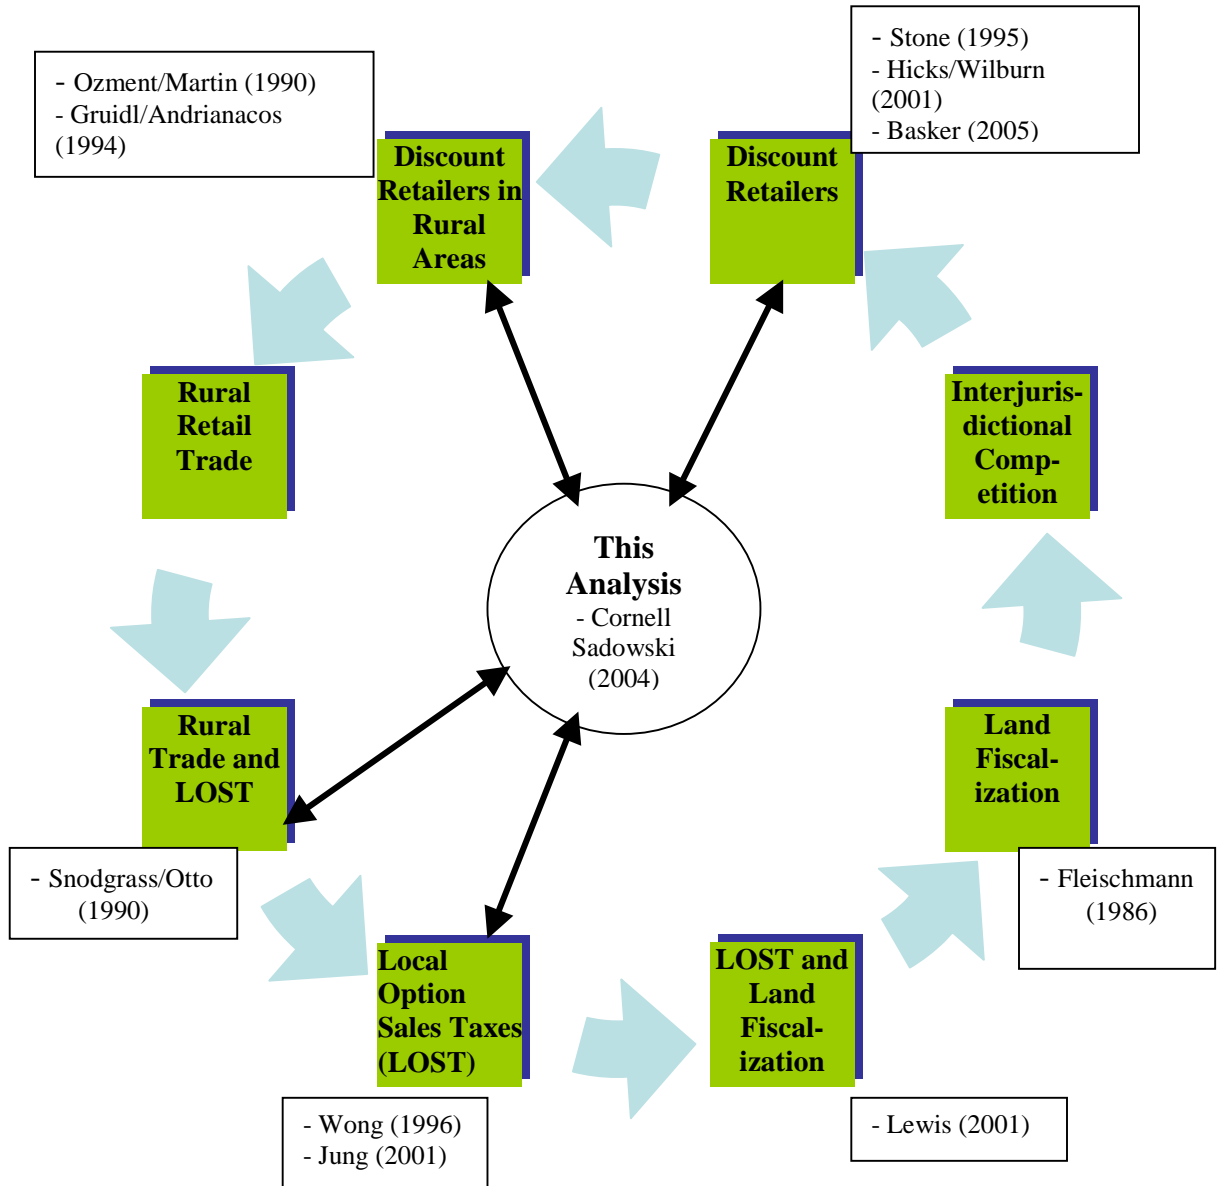 - Stone (1995)
- Hicks/Wilburn
(2001)
- Basker (2005)
- Ozment/Martin (1990)
- Gruidl/Andrianacos
(1994)
Discount
Retailers in
Rural
Areas
Discount
Retailers
Rural
Retail
Trade
Interjuris-
dictional
Comp-
etition
This
Analysis
- Cornell
Sadowski
(2004)
Rural
Trade and
LOST
Land
Fiscal-
ization
- Snodgrass/Otto
(1990)
- Fleischmann
(1986)
Local
Option
Sales Taxes
(LOST)
LOST and
Land
Fiscal-
ization
- Wong (1996)
- Jung (2001)
- Lewis (2001)